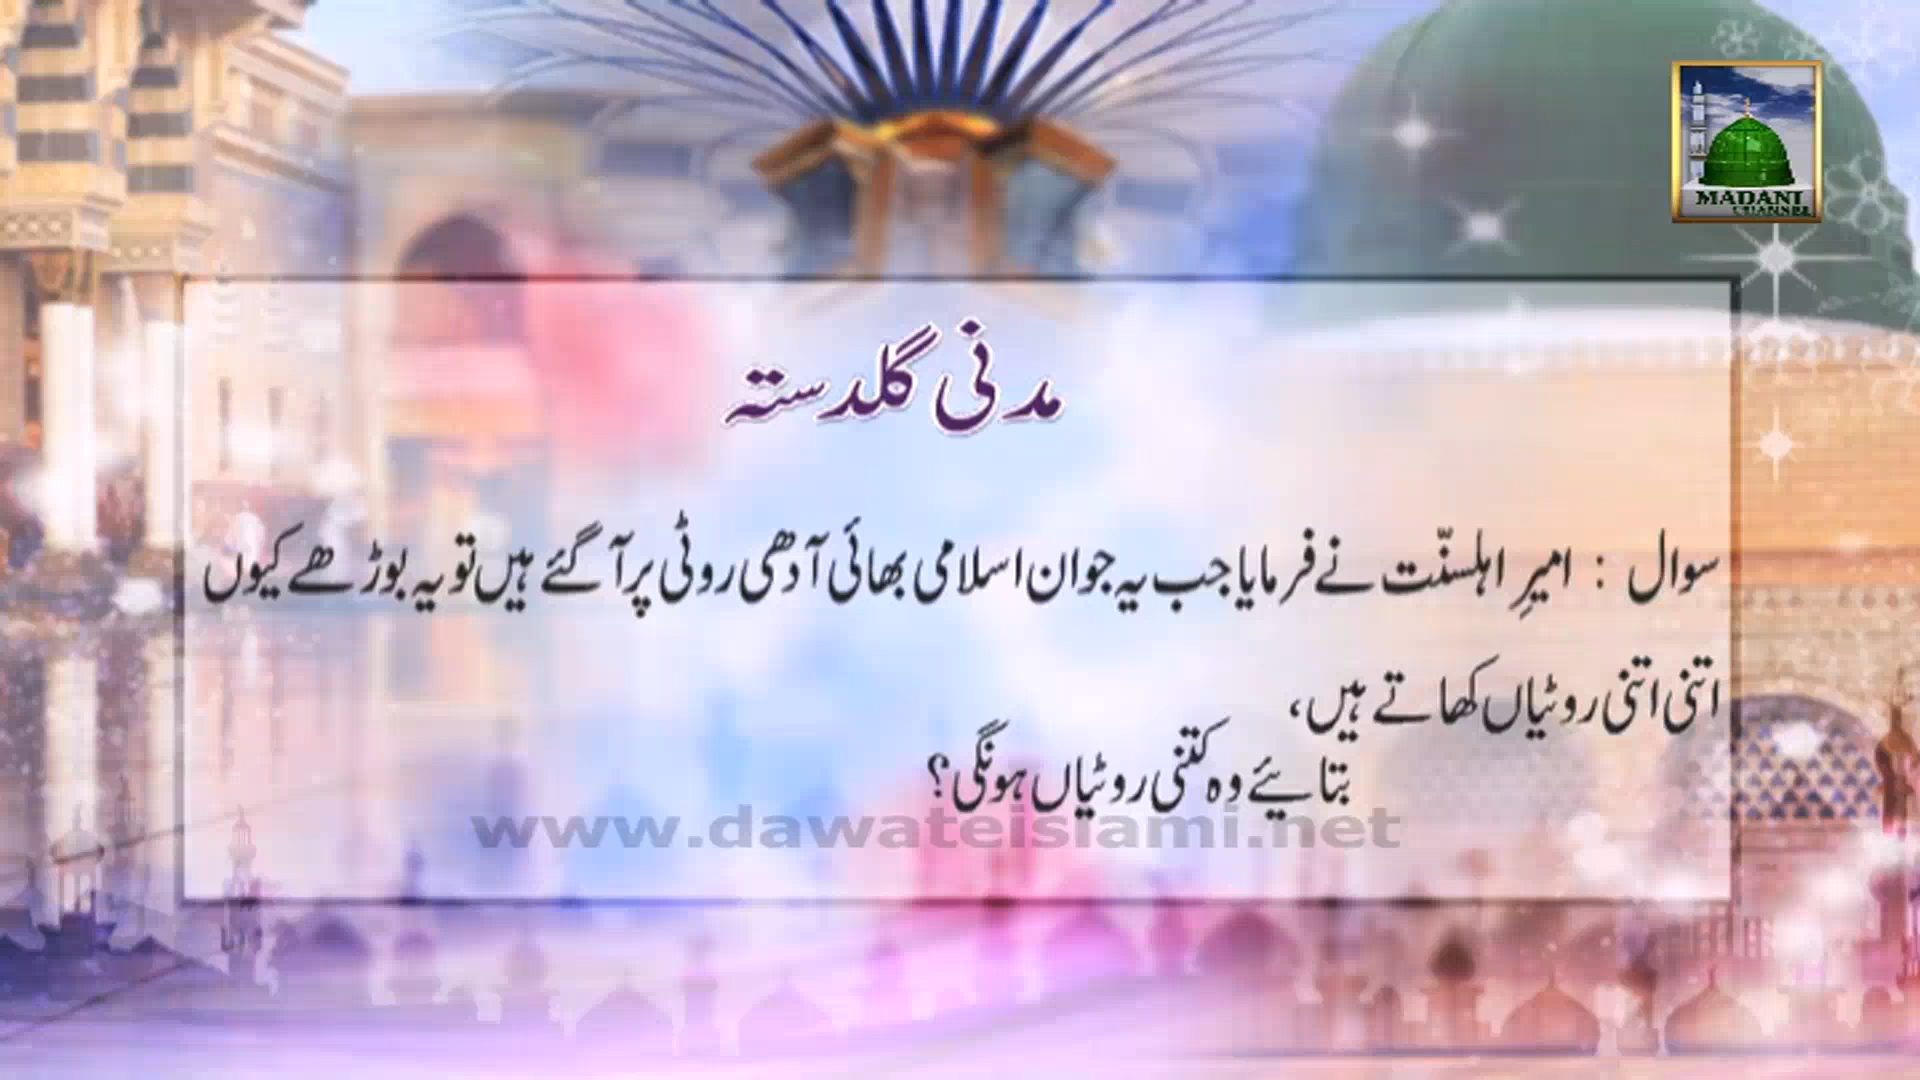 MADANI
CHANNEL
مدنی گلدستہ
سوال : امیرِ اہلسنّت نے فرمایا جب یہ جوان اسلامی بھائی آدھی روٹی پر آگئے ہیں تو یہ بوڑھے کیوں
اتنی اتنی روٹیاں کھاتے ہیں،
بتایئے وہ کتنی روٹیاں ہونگی؟
www.dawateislami.net